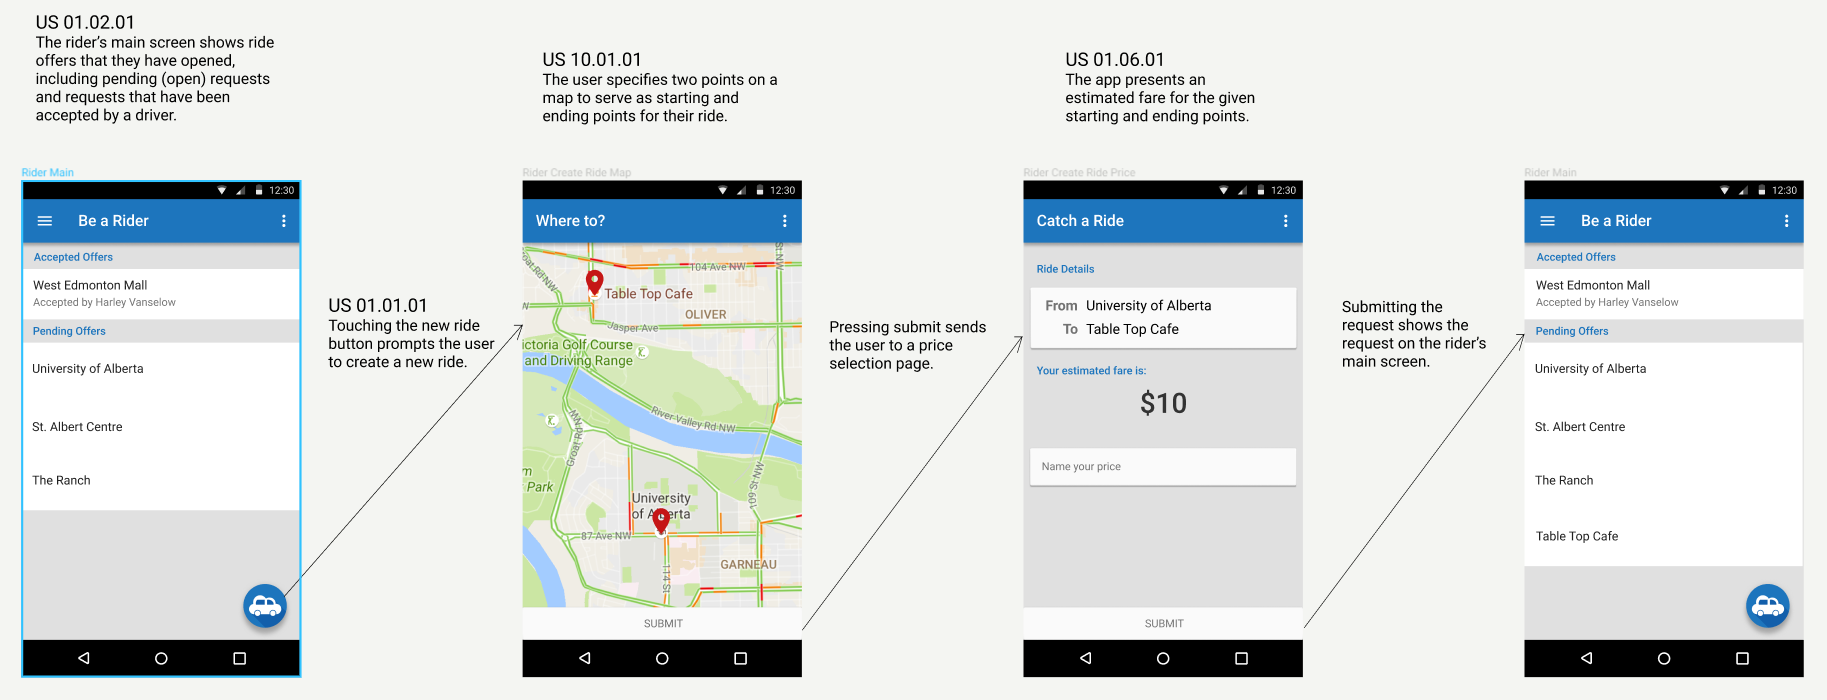 US 01.02.01
The rider's main screen shows ride
offers that they have opened,
including pending (open) requests
and requests that have been
accepted by a driver.
US 10.01.01
The user specifies two points on a
map to serve as starting and
ending points for their ride.
US 01.06.01
The app presents an
estimated fare for the given
starting and ending points.
Rider Main
12:30
Be a Rider
Accepted Offers
West Edmonton Mall
Accepted by Harley Vanselow
Pending Offers
University of Alberta
St. Albert Centre
The Ranch
US 01.01.01
Touching the new ride
button prompts the user
to create a new ride.
Rider Create Ride Map
12:30
Where to?
104 Ave NW
Table Top Cafe
OLIVER
Jasper Ave
ictoria Golf Course
and Driving Range
River Valley Rd NW
Groat Rd NW
109 St NW
Park
University
of Alberta
87 Ave NW
114 St
GARNEAU
SUBMIT
Pressing submit sends
the user to a price
selection page.
Rider Create Ride Price
12:30
Catch a Ride
Ride Details
From University of Alberta
To Table Top Cafe
Your estimated fare is:
$10
Name your price
SUBMIT
Submitting the
request shows the
request on the rider's
main screen.
Rider Main
12:30
Be a Rider
Accepted Offers
West Edmonton Mall
Accepted by Harley Vanselow
Pending Offers
University of Alberta
St. Albert Centre
The Ranch
Table Top Cafe